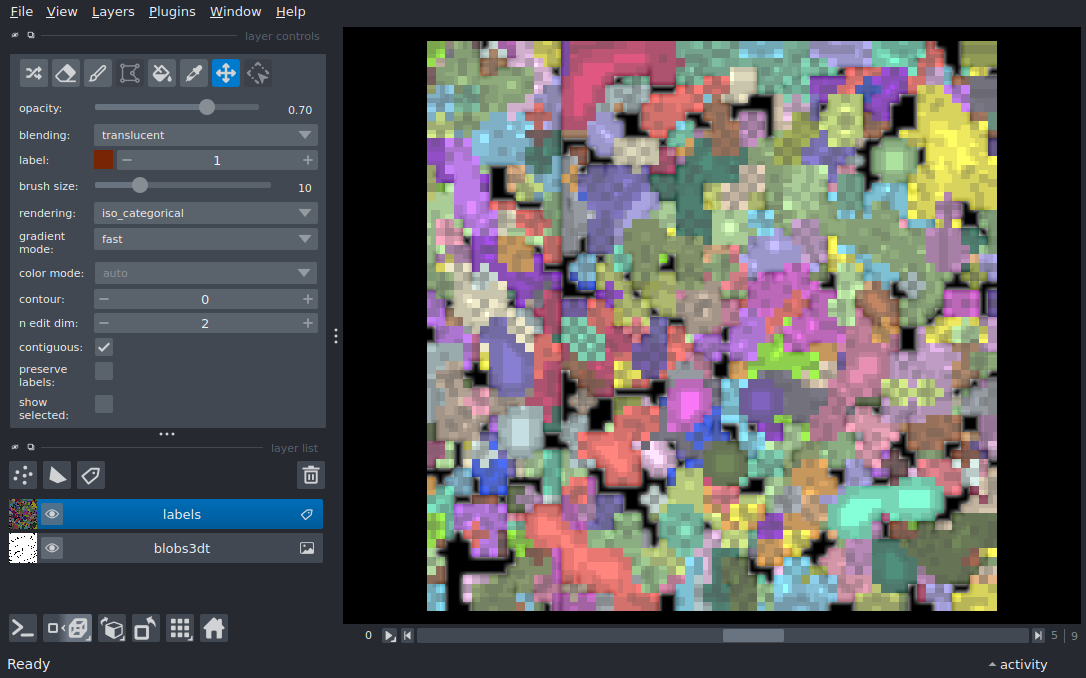 File View Layers Plugins Window Help
layer controls
opacity: 0.70
blending: translucent
label: − 1 +
brush size: 10
rendering: iso_categorical
gradient
mode: fast
color mode: auto
contour: − 0 +
n edit dim: − 2 +
contiguous:
preserve
labels:
show
selected:
layer list
labels
blobs3dt
0 5 | 9
Ready activity